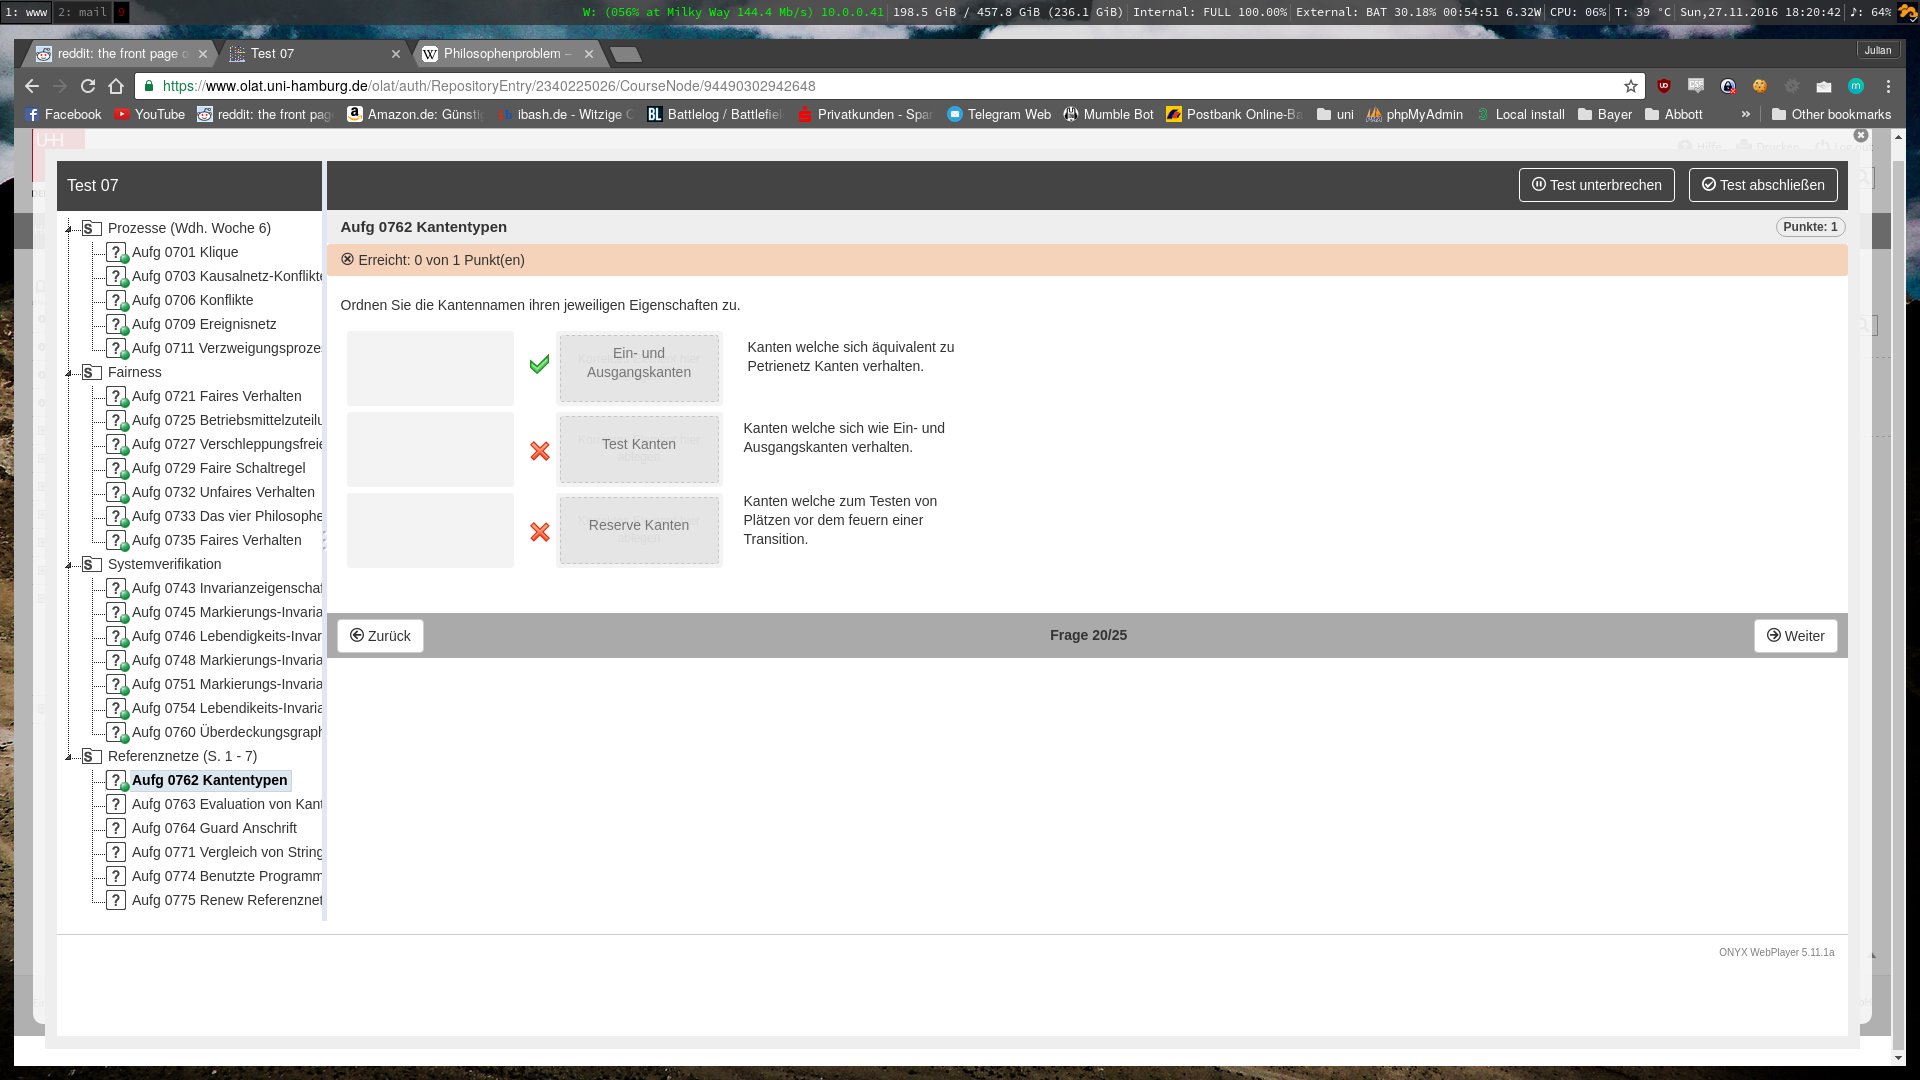 1: www 2: mail 9 W: (056% at Milky Way 144.4 Mb/s) 10.0.0.41 198.5 GiB / 457.8 GiB (236.1 GiB) Internal: FULL 100.00% External: BAT 30.18% 00:54:51 6.32W CPU: 06% T: 39 °C Sun,27.11.2016 18:20:42 ♪: 64%
reddit: the front page o Test 07 Philosophenproblem – Julian
https://www.olat.uni-hamburg.de/olat/auth/RepositoryEntry/2340225026/CourseNode/94490302942648
Facebook YouTube reddit: the front pag Amazon.de: Günsti ibash.de - Witzige Battlelog / Battlefiel Privatkunden - Spar Telegram Web Mumble Bot Postbank Online-Ba uni phpMyAdmin Local install Bayer Abbott » Other bookmarks
Hilfe Drucken
Test 07 Test unterbrechen Test abschließen
Prozesse (Wdh. Woche 6)
Aufg 0701 Klique
Aufg 0703 Kausalnetz-Konflikte
Aufg 0706 Konflikte
Aufg 0709 Ereignisnetz
Aufg 0711 Verzweigungsproze
Fairness
Aufg 0721 Faires Verhalten
Aufg 0725 Betriebsmittelzuteilu
Aufg 0727 Verschleppungsfreie
Aufg 0729 Faire Schaltregel
Aufg 0732 Unfaires Verhalten
Aufg 0733 Das vier Philosophe
Aufg 0735 Faires Verhalten
Systemverifikation
Aufg 0743 Invarianzeigenschaf
Aufg 0745 Markierungs-Invaria
Aufg 0746 Lebendigkeits-Invar
Aufg 0748 Markierungs-Invaria
Aufg 0751 Markierungs-Invaria
Aufg 0754 Lebendikeits-Invaria
Aufg 0760 Überdeckungsgraph
Referenznetze (S. 1 - 7)
Aufg 0762 Kantentypen
Aufg 0763 Evaluation von Kant
Aufg 0764 Guard Anschrift
Aufg 0771 Vergleich von String
Aufg 0774 Benutzte Programm
Aufg 0775 Renew Referenznet
Aufg 0762 Kantentypen Punkte: 1
Erreicht: 0 von 1 Punkt(en)
Ordnen Sie die Kantennamen ihren jeweiligen Eigenschaften zu.
Ein- und
Ausgangskanten
Kanten welche sich äquivalent zu
Petrienetz Kanten verhalten.
Test Kanten
Kanten welche sich wie Ein- und
Ausgangskanten verhalten.
Reserve Kanten
Kanten welche zum Testen von
Plätzen vor dem feuern einer
Transition.
Zurück Frage 20/25 Weiter
ONYX WebPlayer 5.11.1a